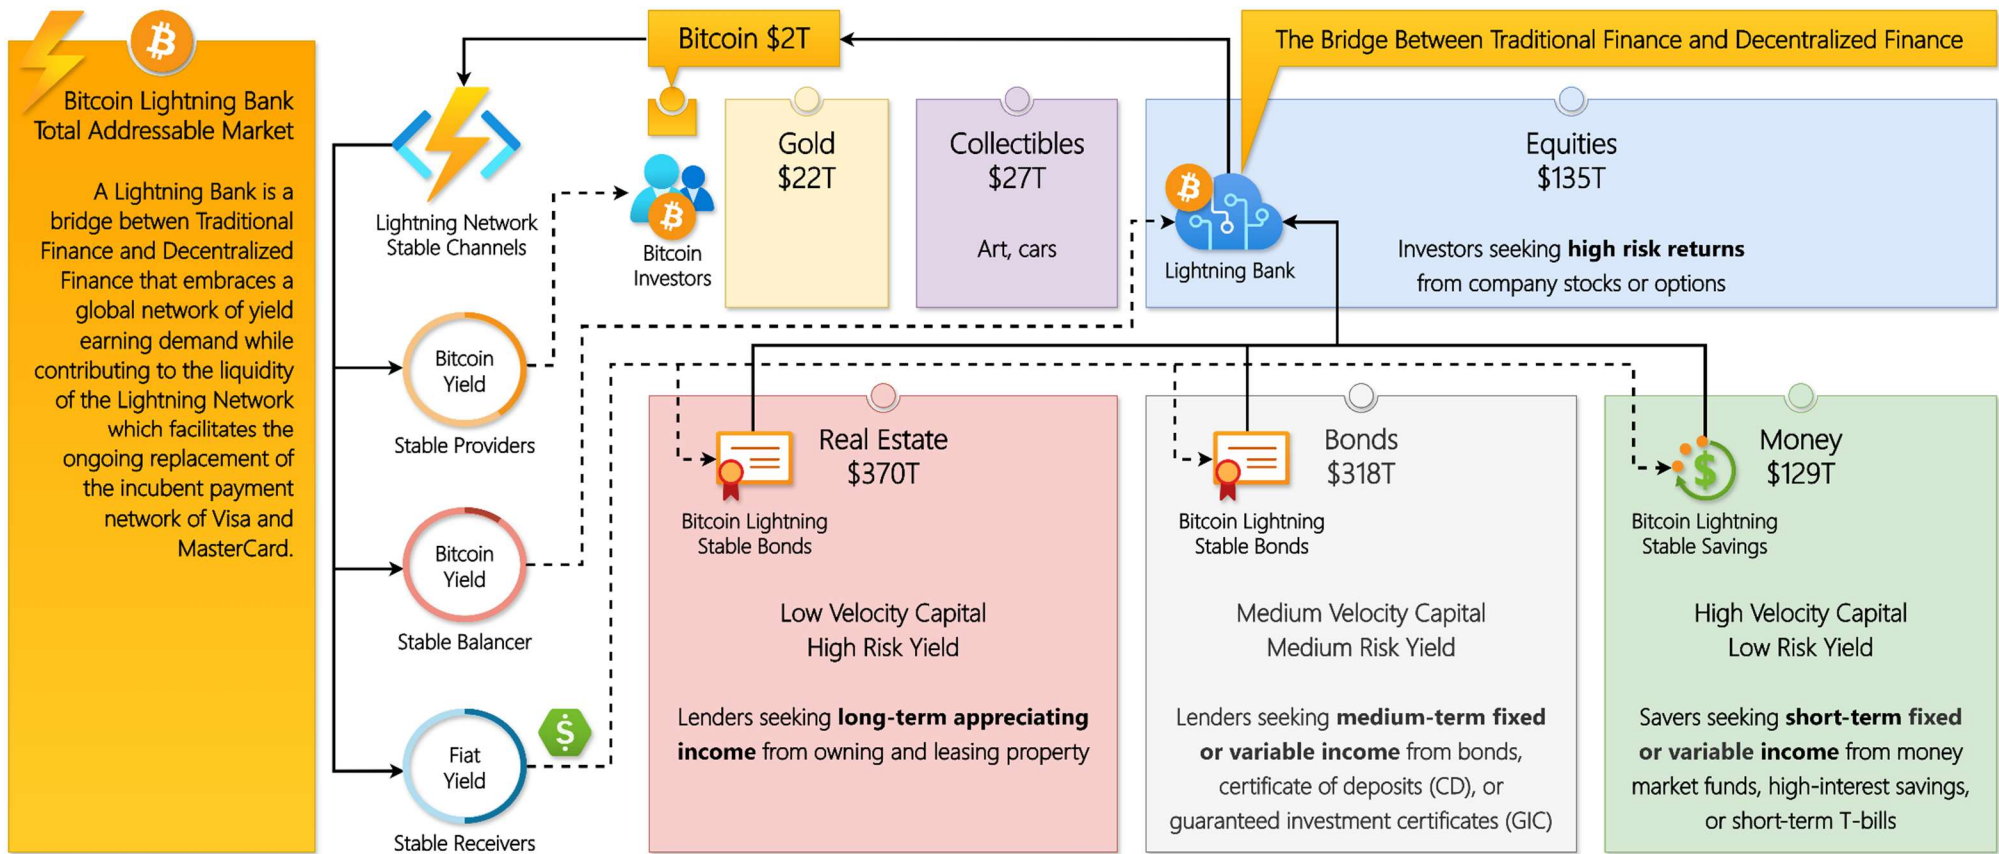 Bitcoin Lightning Bank
Total Addressable Market
A Lightning Bank is a
bridge betwen Traditional
Finance and Decentralized
Finance that embraces a
global network of yield
earning demand while
contributing to the liquidity
of the Lightning Network
which facilitates the
ongoing replacement of
the incubent payment
network of Visa and
MasterCard.
Bitcoin $2T
The Bridge Between Traditional Finance and Decentralized Finance
Lightning Network
Stable Channels
Bitcoin
Investors
Gold
$22T
Collectibles
$27T
Art, cars
Equities
$135T
Investors seeking high risk returns
from company stocks or options
Lightning Bank
Bitcoin
Yield
Stable Providers
Bitcoin
Yield
Stable Balancer
Fiat
Yield
Stable Receivers
Real Estate
$370T
Bitcoin Lightning
Stable Bonds
Low Velocity Capital
High Risk Yield
Lenders seeking long-term appreciating
income from owning and leasing property
Bonds
$318T
Bitcoin Lightning
Stable Bonds
Medium Velocity Capital
Medium Risk Yield
Lenders seeking medium-term fixed
or variable income from bonds,
certificate of deposits (CD), or
guaranteed investment certificates (GIC)
Money
$129T
Bitcoin Lightning
Stable Savings
High Velocity Capital
Low Risk Yield
Savers seeking short-term fixed
or variable income from money
market funds, high-interest savings,
or short-term T-bills